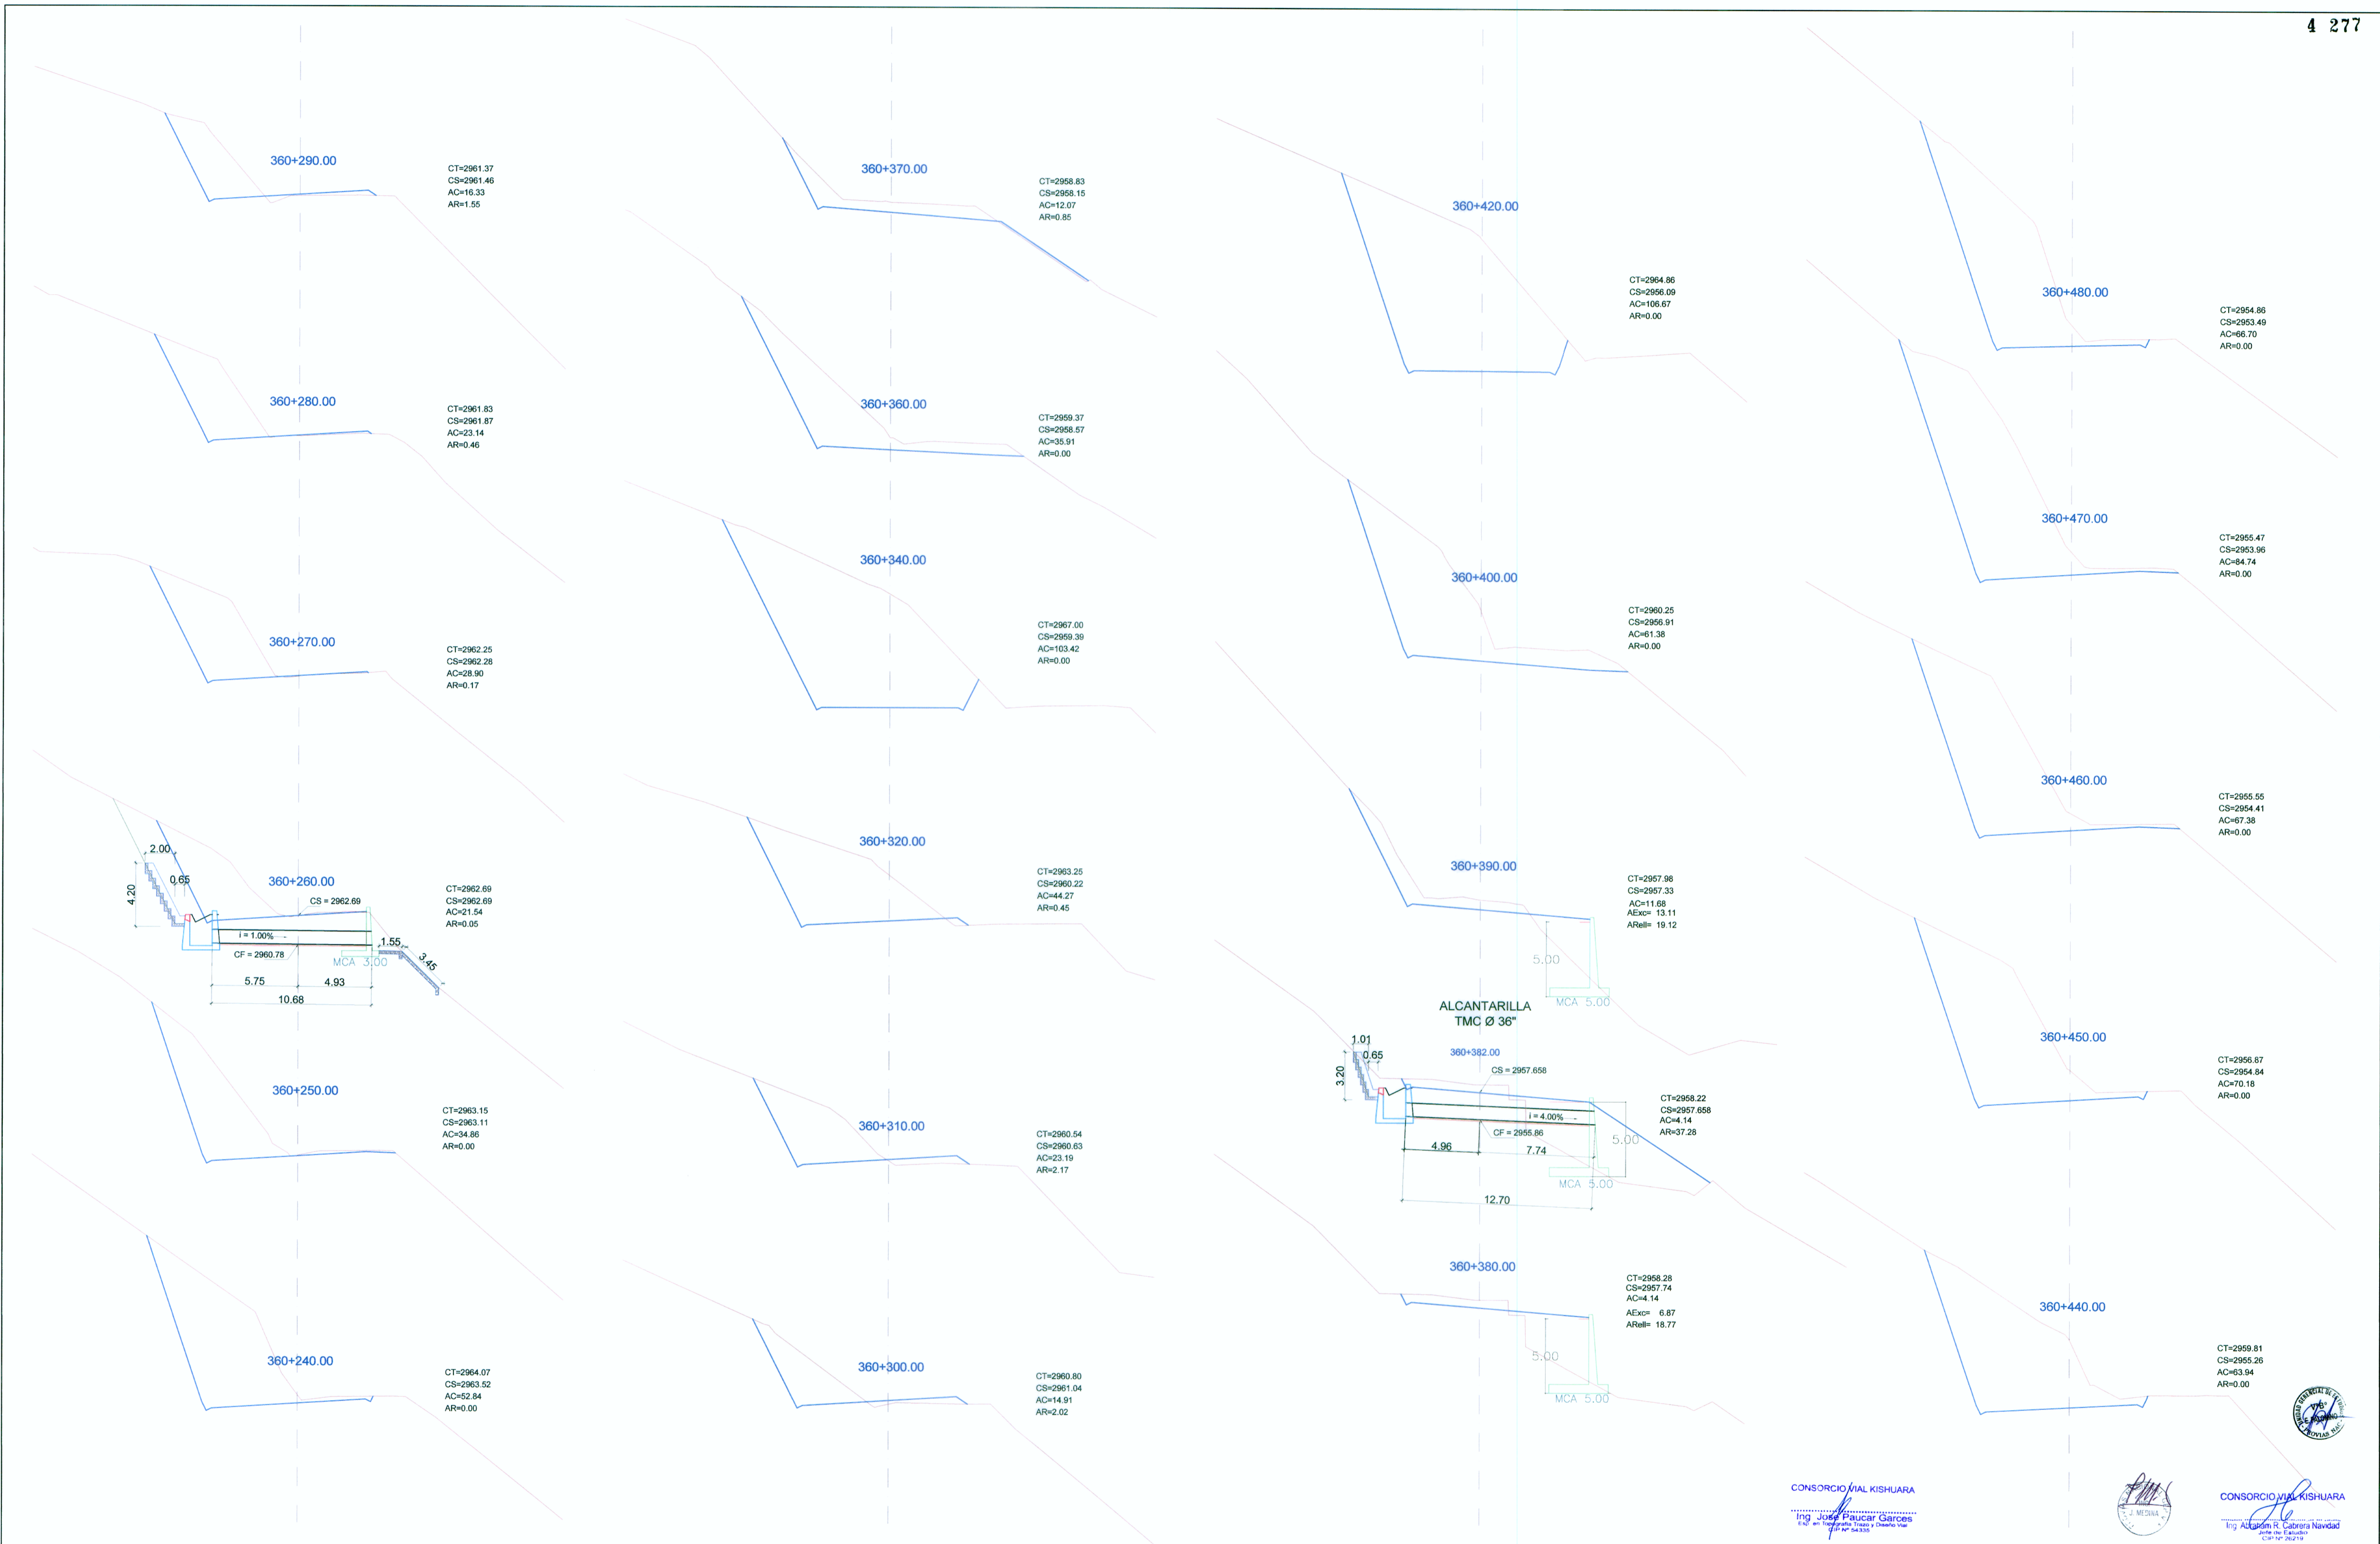 4 277
360+290.00
CT=2961.37
CS=2961.46
AC=16.33
AR=1.55
360+280.00
CT=2961.83
CS=2961.87
AC=23.14
AR=0.46
360+270.00
CT=2962.25
CS=2962.28
AC=28.90
AR=0.17
2.00
0.65
4.20
360+260.00
CS = 2962.69
CT=2962.69
CS=2962.69
AC=21.54
AR=0.05
i = 1.00%
CF = 2960.78
MCA 3.00
1.55
3.45
5.75
4.93
10.68
360+250.00
CT=2963.15
CS=2963.11
AC=34.86
AR=0.00
360+240.00
CT=2964.07
CS=2963.52
AC=52.84
AR=0.00
360+370.00
CT=2958.83
CS=2958.15
AC=12.07
AR=0.85
360+360.00
CT=2959.37
CS=2958.57
AC=35.91
AR=0.00
360+340.00
CT=2967.00
CS=2959.39
AC=103.42
AR=0.00
360+320.00
CT=2963.25
CS=2960.22
AC=44.27
AR=0.45
360+310.00
CT=2960.54
CS=2960.63
AC=23.19
AR=2.17
360+300.00
CT=2960.80
CS=2961.04
AC=14.91
AR=2.02
360+420.00
CT=2964.86
CS=2956.09
AC=106.67
AR=0.00
360+400.00
CT=2960.25
CS=2956.91
AC=61.38
AR=0.00
360+390.00
CT=2957.98
CS=2957.33
AC=11.68
AExc= 13.11
ARell= 19.12
5.00
MCA 5.00
ALCANTARILLA
TMC Ø 36"
1.01
0.65
3.20
360+382.00
CS = 2957.658
CT=2958.22
CS=2957.658
AC=4.14
AR=37.28
i = 4.00%
CF = 2955.86
4.96
7.74
5.00
MCA 5.00
12.70
360+380.00
CT=2958.28
CS=2957.74
AC=4.14
AExc= 6.87
ARell= 18.77
5.00
MCA 5.00
360+480.00
CT=2954.86
CS=2953.49
AC=66.70
AR=0.00
360+470.00
CT=2955.47
CS=2953.96
AC=84.74
AR=0.00
360+460.00
CT=2955.55
CS=2954.41
AC=67.38
AR=0.00
360+450.00
CT=2956.87
CS=2954.84
AC=70.18
AR=0.00
360+440.00
CT=2959.81
CS=2955.26
AC=63.94
AR=0.00
CONSORCIO VIAL KISHUARA
Ing José Paucar Garces
Esp. en Topografia Trazo y Diseño Vial
CIP Nº 54335
J. MEDINA
CONSORCIO VIAL KISHUARA
Ing Abraham R. Cabrera Navidad
Jefe de Estudio
CIP Nº 26219